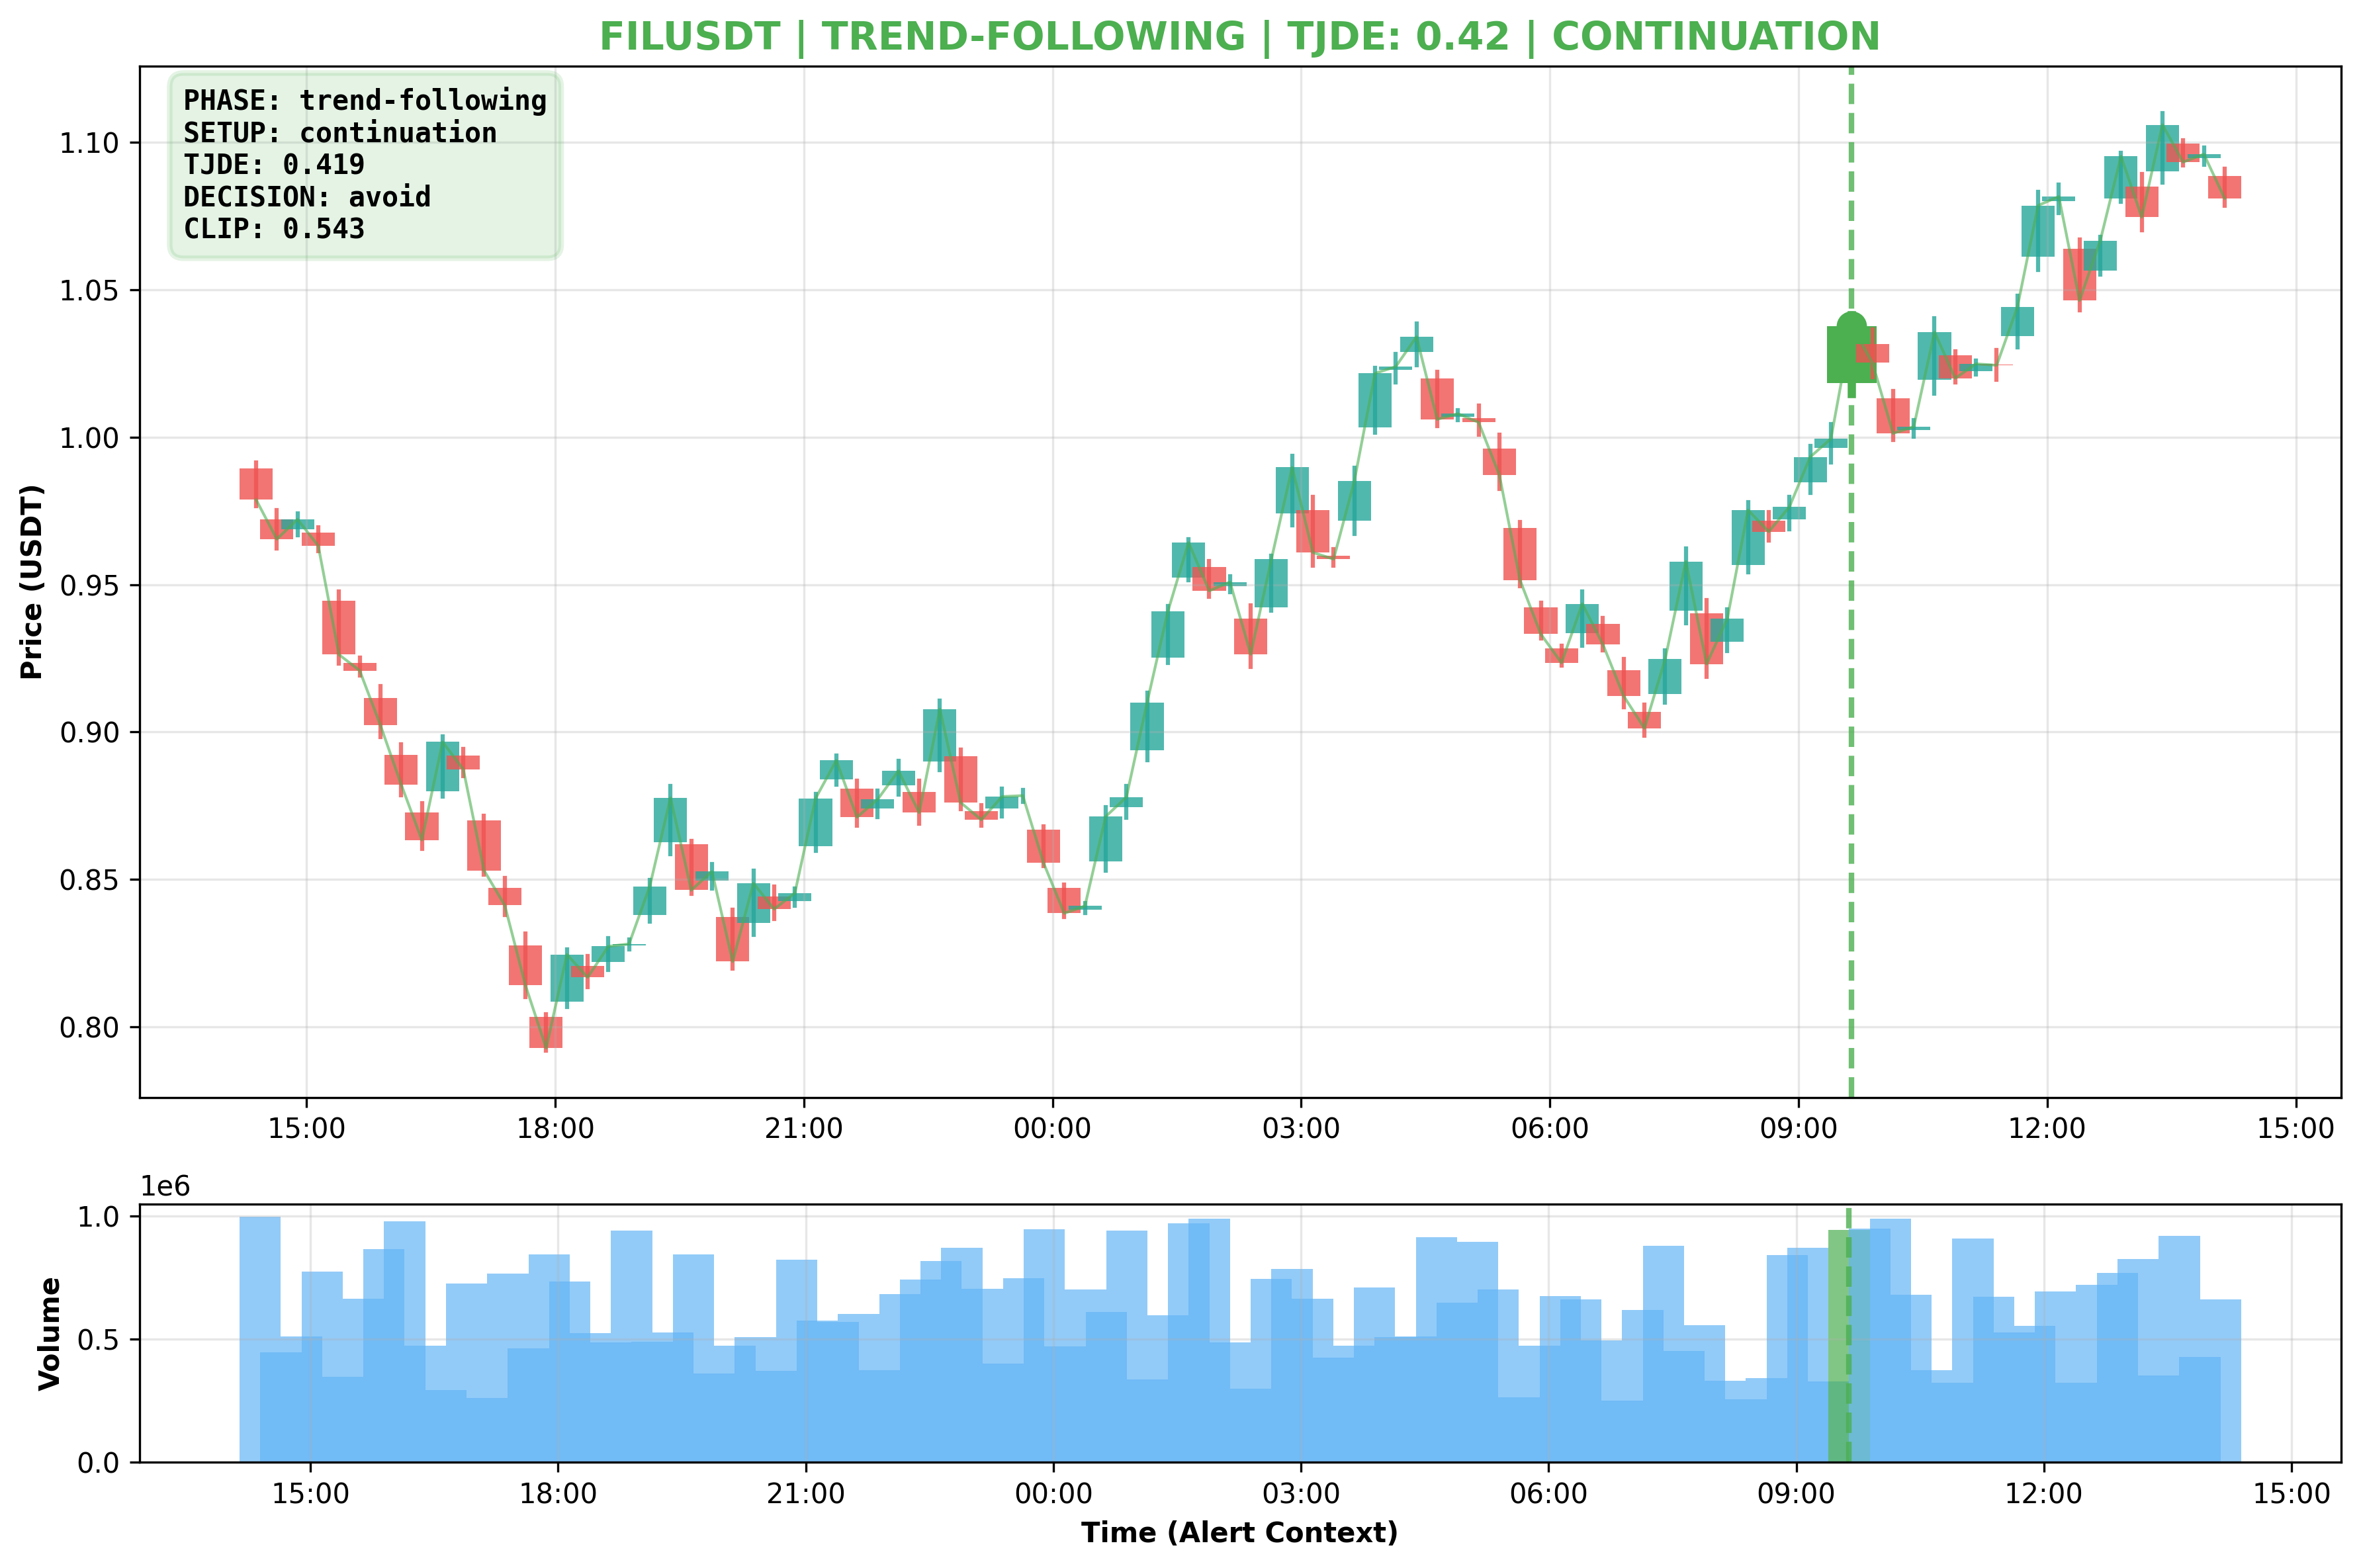 FILUSDT | TREND-FOLLOWING | TJDE: 0.42 | CONTINUATION
PHASE: trend-following
SETUP: continuation
TJDE: 0.419
DECISION: avoid
CLIP: 0.543
Price (USDT)
1.10
1.05
1.00
0.95
0.90
0.85
0.80
15:00 18:00 21:00 00:00 03:00 06:00 09:00 12:00 15:00
1e6
Volume
1.0
0.5
0.0
15:00 18:00 21:00 00:00 03:00 06:00 09:00 12:00 15:00
Time (Alert Context)